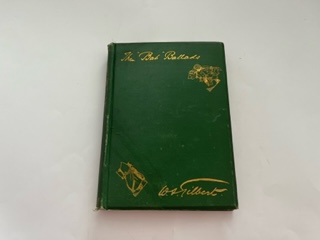 The "Bab" Ballads
W. S. Gilbert